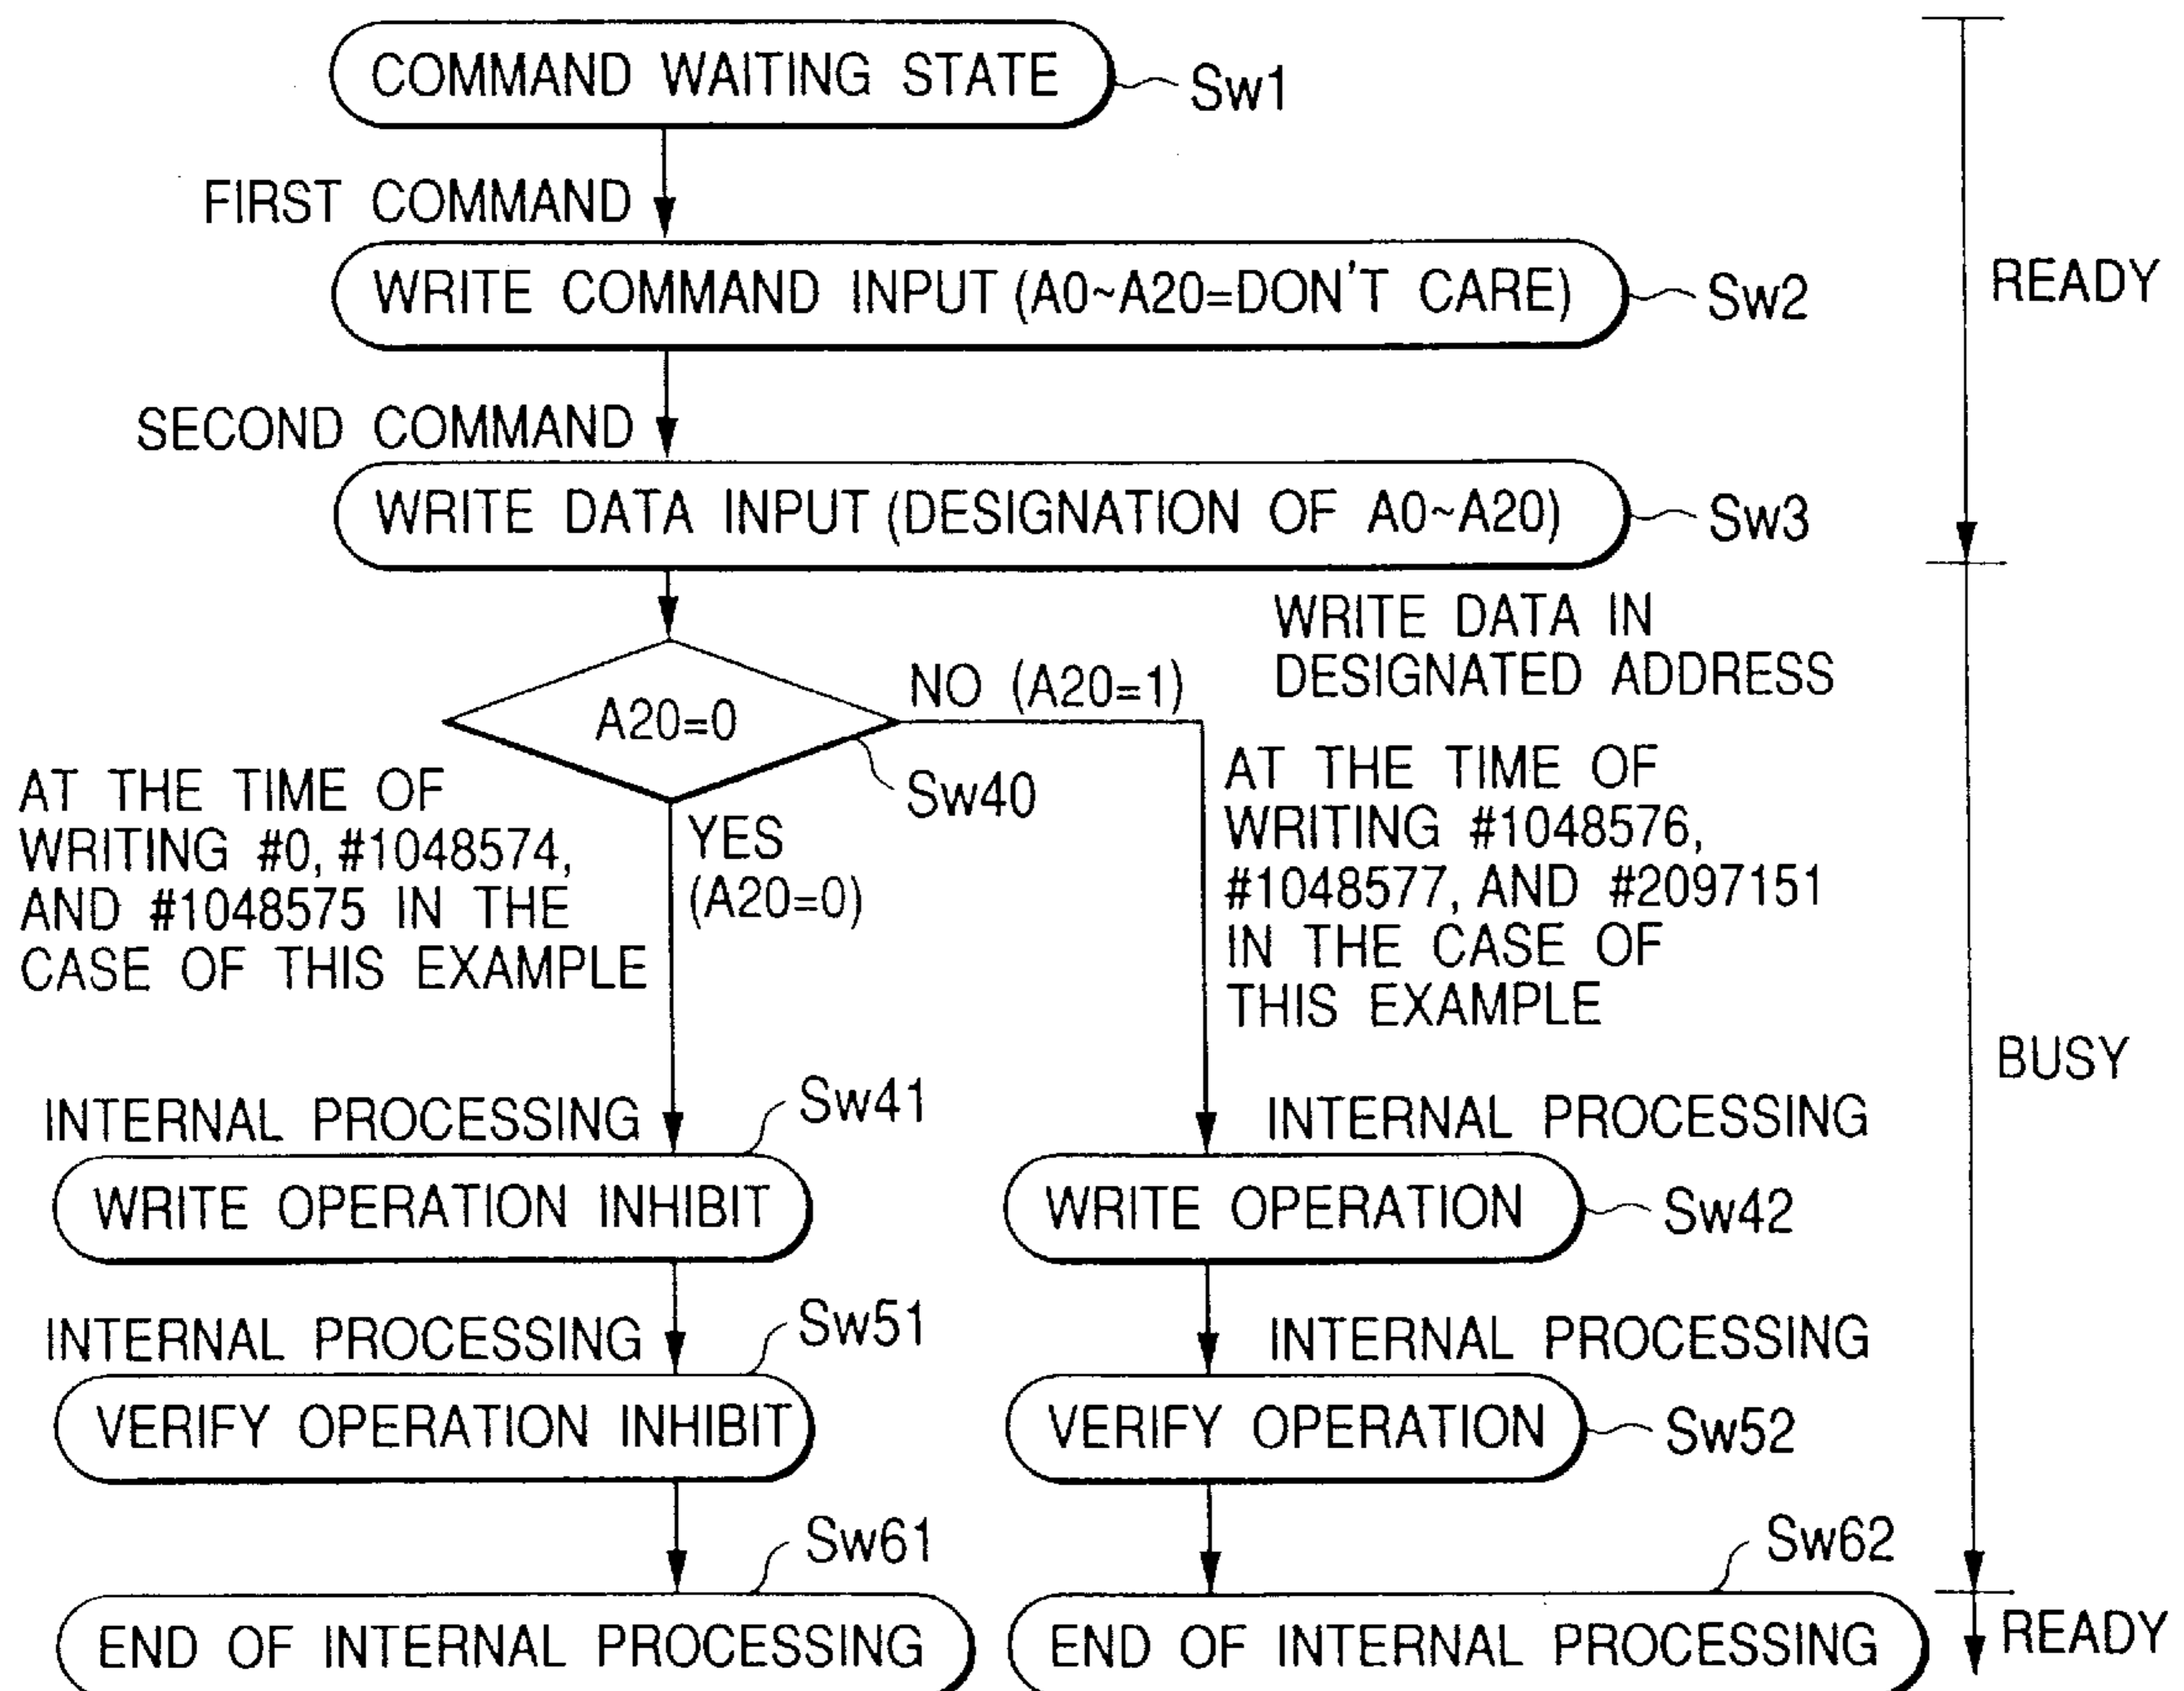 COMMAND WAITING STATE
Sw1
FIRST COMMAND
WRITE COMMAND INPUT (A0~A20=DON'T CARE)
Sw2
READY
SECOND COMMAND
WRITE DATA INPUT (DESIGNATION OF A0~A20)
Sw3
WRITE DATA IN
DESIGNATED ADDRESS
A20=0
NO (A20=1)
Sw40
AT THE TIME OF
WRITING #0, #1048574,
AND #1048575 IN THE
CASE OF THIS EXAMPLE
YES
(A20=0)
AT THE TIME OF
WRITING #1048576,
#1048577, AND #2097151
IN THE CASE OF
THIS EXAMPLE
BUSY
INTERNAL PROCESSING
Sw41
INTERNAL PROCESSING
WRITE OPERATION INHIBIT
WRITE OPERATION
Sw42
INTERNAL PROCESSING
Sw51
INTERNAL PROCESSING
VERIFY OPERATION INHIBIT
VERIFY OPERATION
Sw52
Sw61
Sw62
END OF INTERNAL PROCESSING
END OF INTERNAL PROCESSING
READY